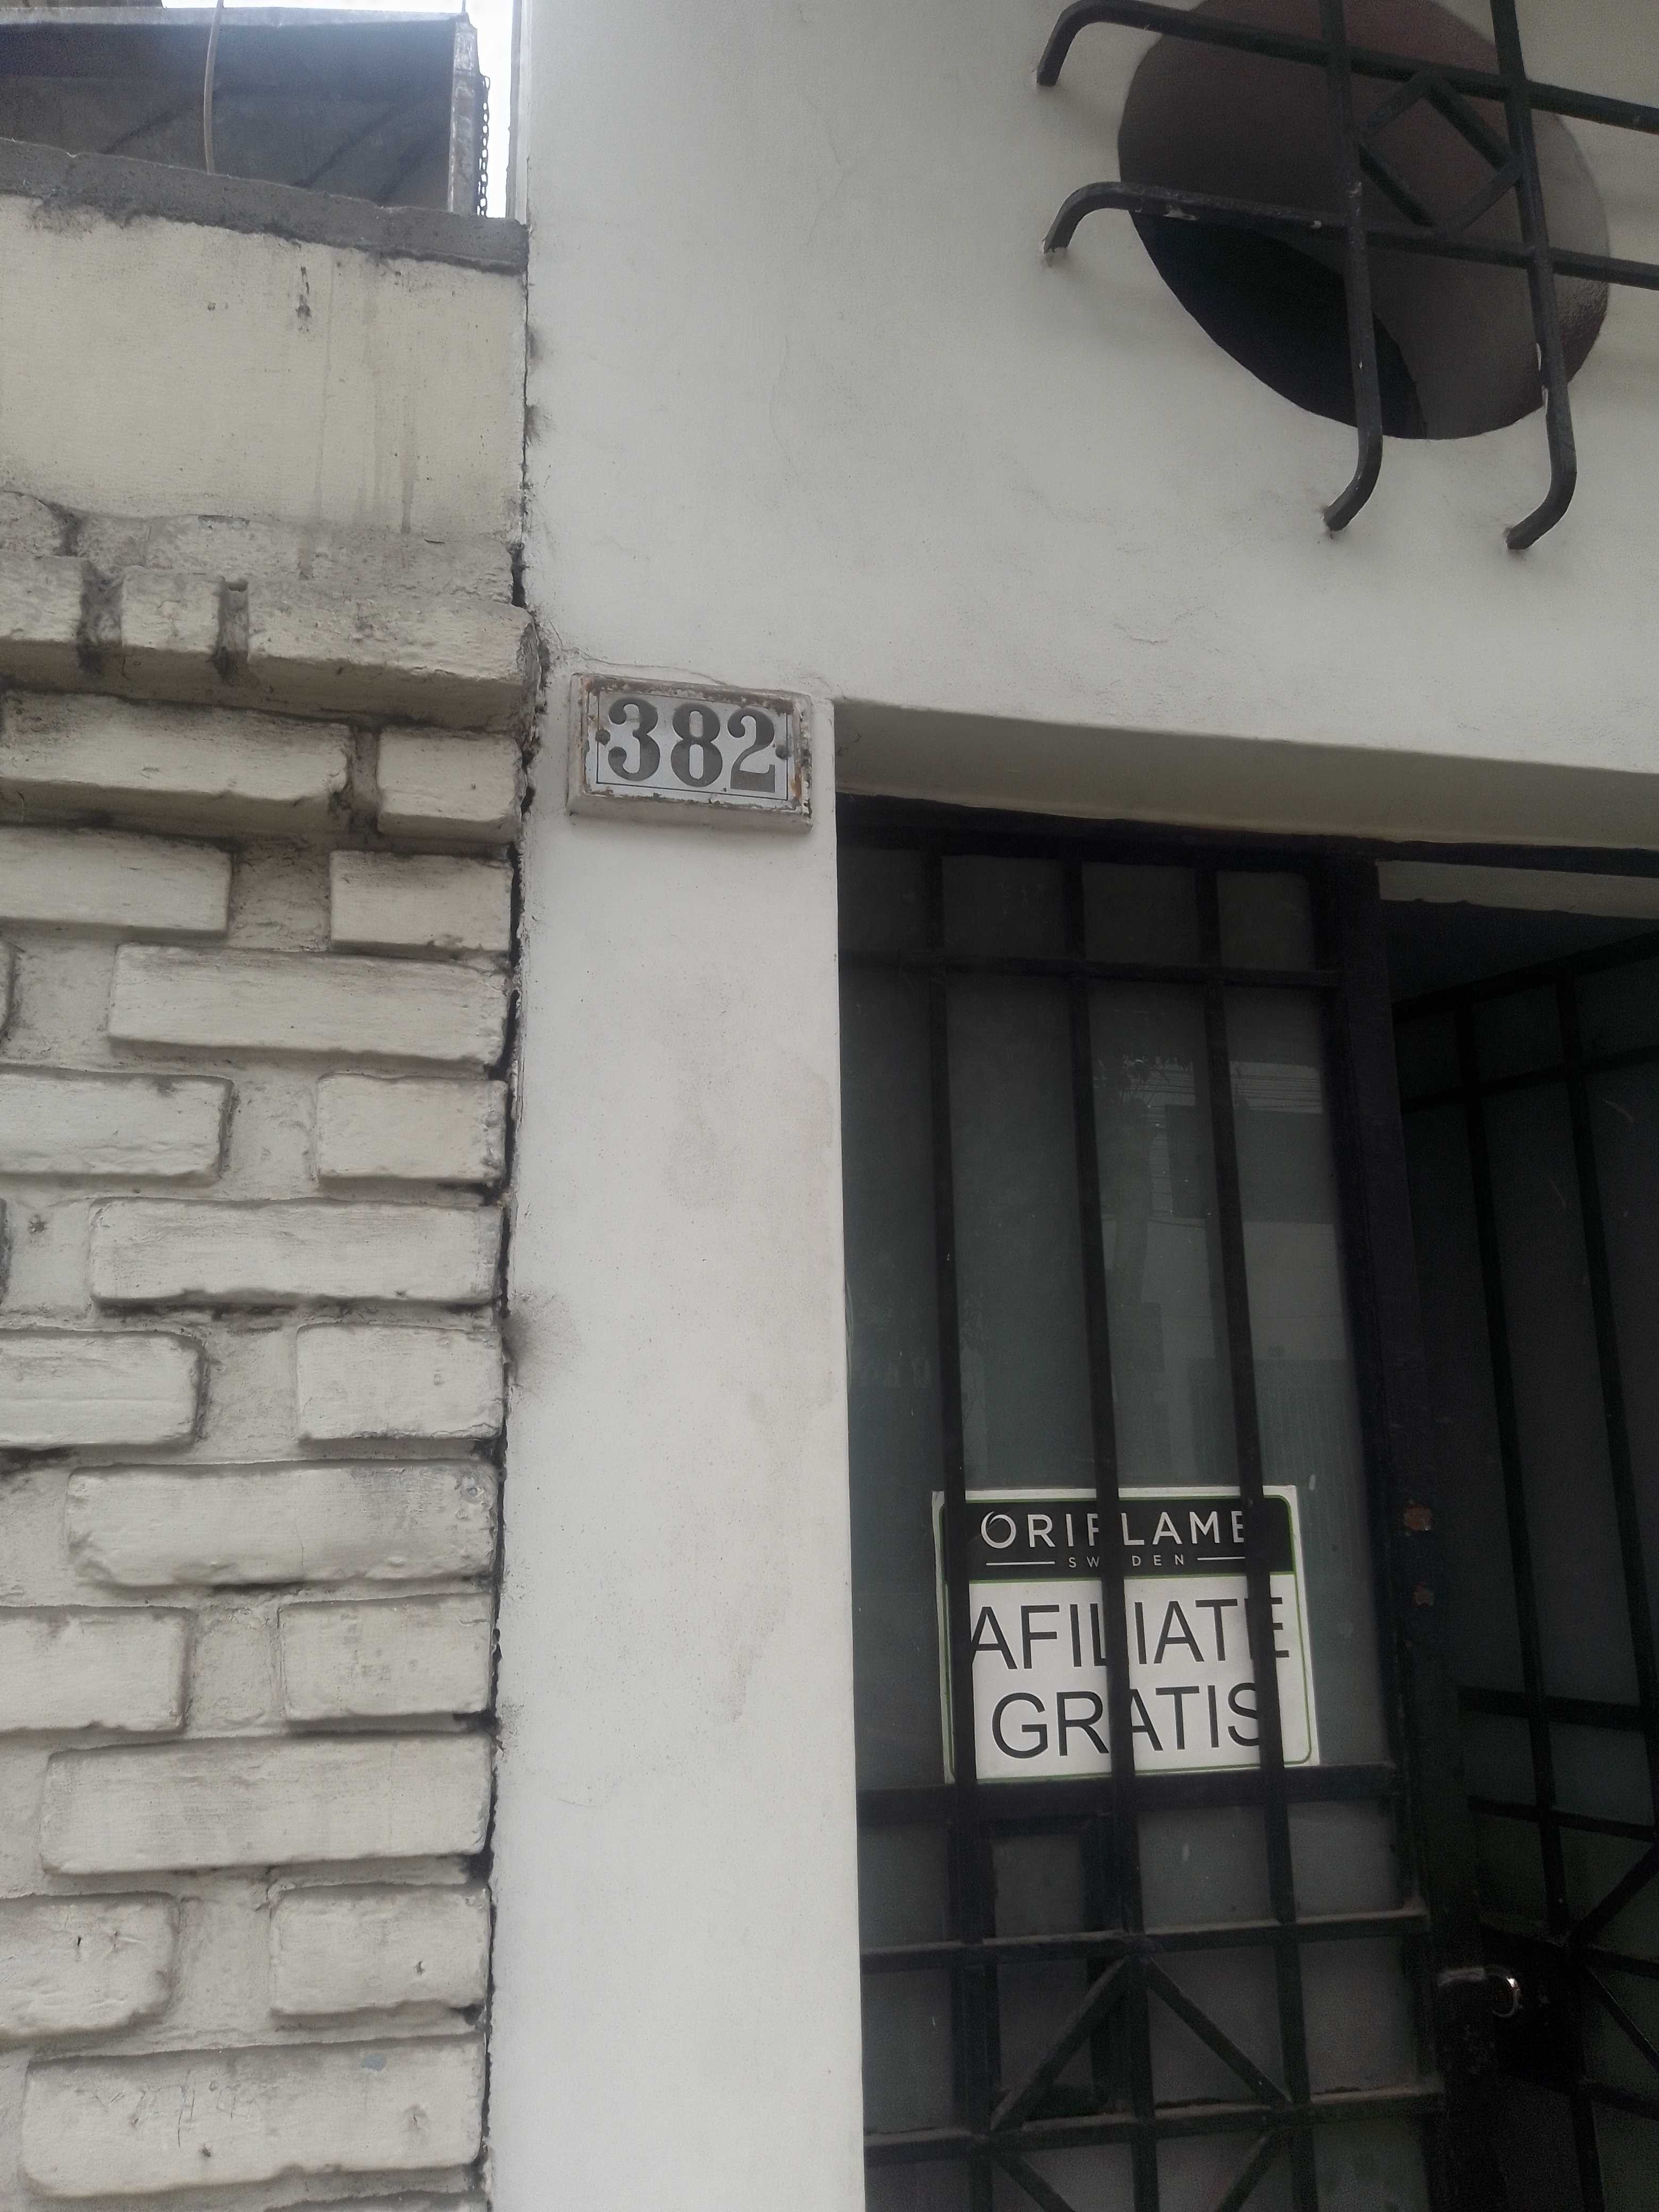 382
ORIFLAME
SWEDEN
AFILIATE
GRATIS